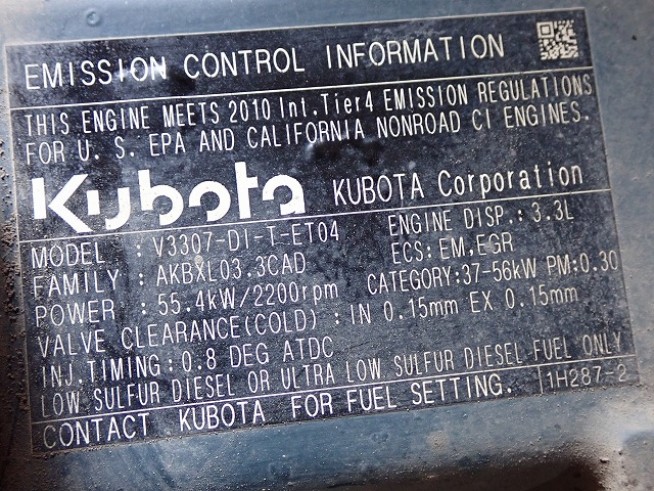 EMISSION CONTROL INFORMATION
THIS ENGINE MEETS 2010 Int.Tier4 EMISSION REGULATIONS
FOR U. S. EPA AND CALIFORNIA NONROAD CI ENGINES.
Kubota KUBOTA Corporation
MODEL : V3307-DI-T-ET04 ENGINE DISP.: 3.3L
FAMILY : AKBXL03.3CAD ECS: EM,EGR
POWER : 55.4kW/2200rpm CATEGORY:37-56kW PM:0.30
VALVE CLEARANCE(COLD) : IN 0.15mm EX 0.15mm
INJ.TIMING:0.8 DEG ATDC
LOW SULFUR DIESEL OR ULTRA LOW SULFUR DIESEL FUEL ONLY
CONTACT KUBOTA FOR FUEL SETTING. 1H287-2